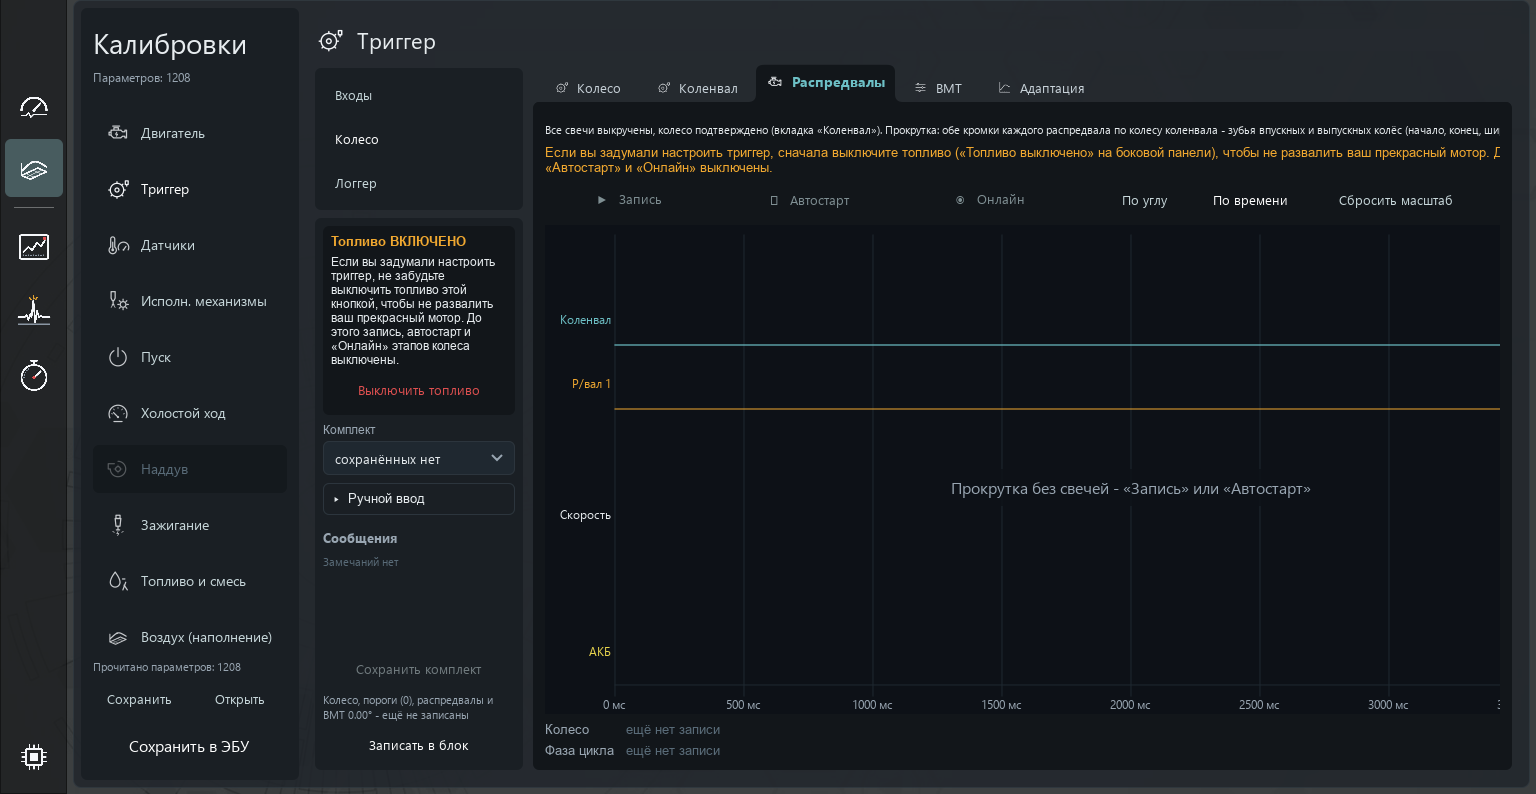 Калибровки
Параметров: 1208
Двигатель
Триггер
Датчики
Исполн. механизмы
Пуск
Холостой ход
Наддув
Зажигание
Топливо и смесь
Воздух (наполнение)
Прочитано параметров: 1208
Сохранить Открыть
Сохранить в ЭБУ
Триггер
Входы
Колесо
Логгер
Топливо ВКЛЮЧЕНО
Если вы задумали настроить
триггер, не забудьте
выключить топливо этой
кнопкой, чтобы не развалить
ваш прекрасный мотор. До
этого запись, автостарт и
«Онлайн» этапов колеса
выключены.
Выключить топливо
Комплект
сохранённых нет
Ручной ввод
Сообщения
Замечаний нет
Сохранить комплект
Колесо, пороги (0), распредвалы и
ВМТ 0.00° - ещё не записаны
Записать в блок
Колесо Коленвал Распредвалы ВМТ Адаптация
Все свечи выкручены, колесо подтверждено (вкладка «Коленвал»). Прокрутка: обе кромки каждого распредвала по колесу коленвала - зубья впускных и выпускных колёс (начало, конец, ши
Если вы задумали настроить триггер, сначала выключите топливо («Топливо выключено» на боковой панели), чтобы не развалить ваш прекрасный мотор.
«Автостарт» и «Онлайн» выключены.
Запись Автостарт Онлайн По углу По времени Сбросить масштаб
Коленвал
Р/вал 1
Прокрутка без свечей - «Запись» или «Автостарт»
Скорость
АКБ
0 мс 500 мс 1000 мс 1500 мс 2000 мс 2500 мс 3000 мс
Колесо ещё нет записи
Фаза цикла ещё нет записи